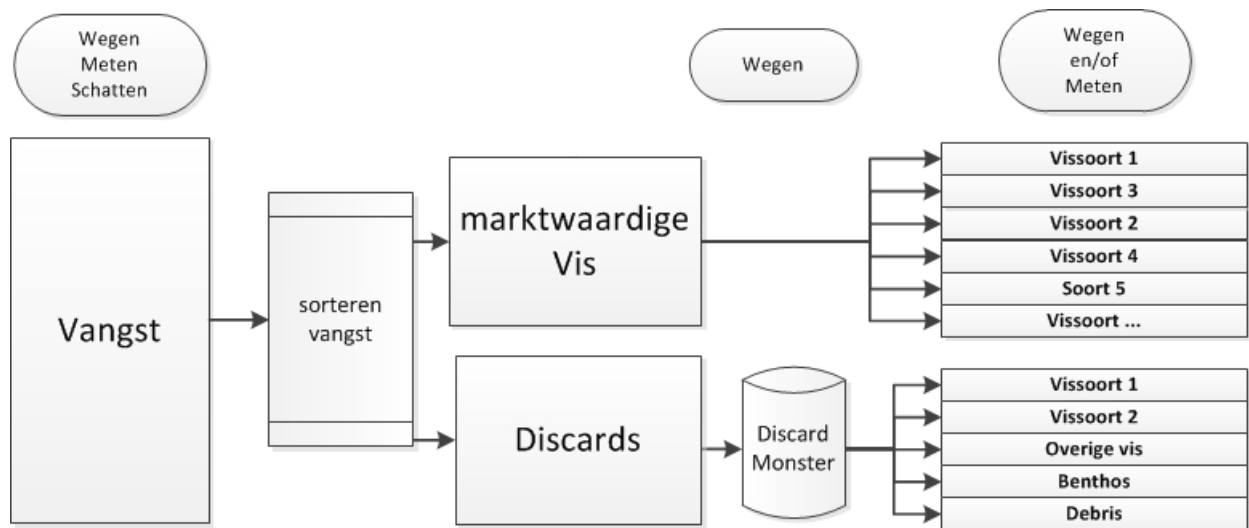 Wegen
Meten
Schatten
Wegen
Wegen
en/of
Meten
Vangst
sorteren
vangst
marktwaardige
Vis
Vissoort 1
Vissoort 3
Vissoort 2
Vissoort 4
Soort 5
Vissoort ...
Discards
Discard
Monster
Vissoort 1
Vissoort 2
Overige vis
Benthos
Debris